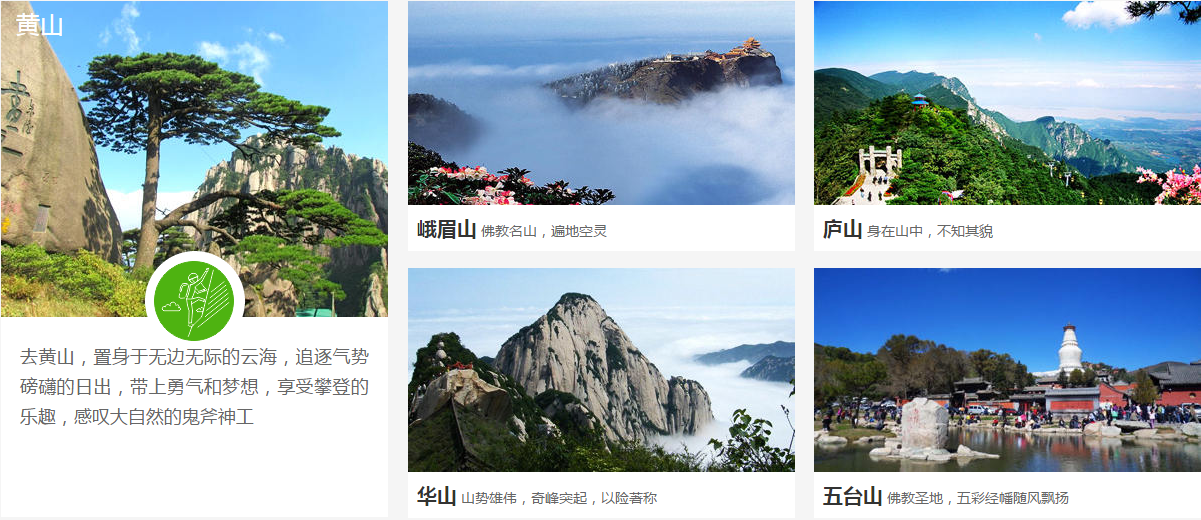 黄山
去黄山，置身于无边无际的云海，追逐气势
磅礴的日出，带上勇气和梦想，享受攀登的
乐趣，感叹大自然的鬼斧神工
峨眉山 佛教名山，遍地空灵
庐山 身在山中，不知其貌
华山 山势雄伟，奇峰突起，以险著称
五台山 佛教圣地，五彩经幡随风飘扬